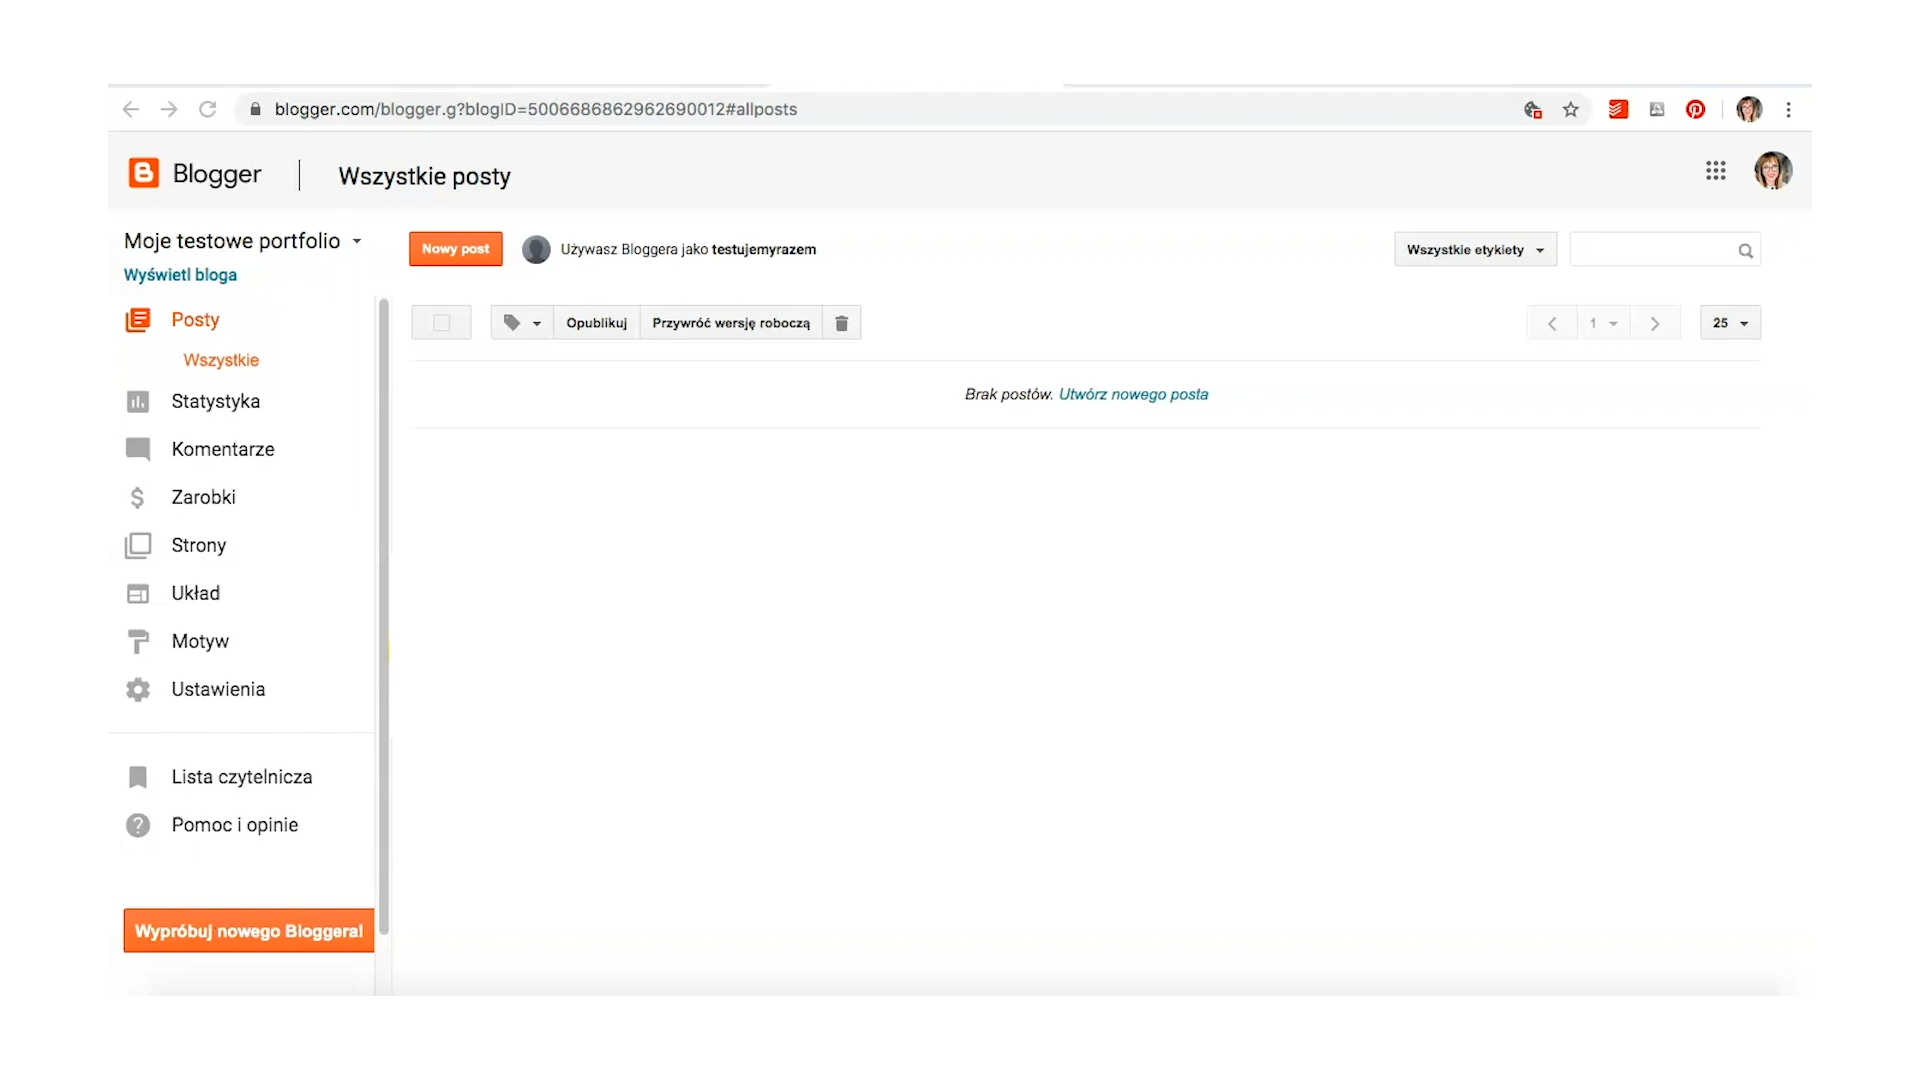 blogger.com/blogger.g?blogID=5006686862962690012#allposts
Blogger
Wszystkie posty
Moje testowe portfolio
Wyświetl bloga
Nowy post
Używasz Bloggera jako testujemyrazem
Wszystkie etykiety
Opublikuj
Przywróć wersję roboczą
1
25
Brak postów. Utwórz nowego posta
Posty
Wszystkie
Statystyka
Komentarze
Zarobki
Strony
Układ
Motyw
Ustawienia
Lista czytelnicza
Pomoc i opinie
Wypróbuj nowego Bloggera!